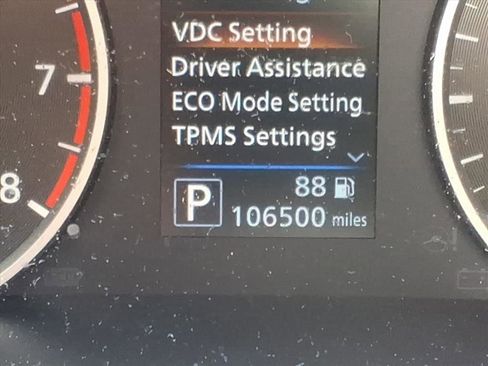 VDC Setting
Driver Assistance
ECO Mode Setting
TPMS Settings
7
8
P
88
106500 miles